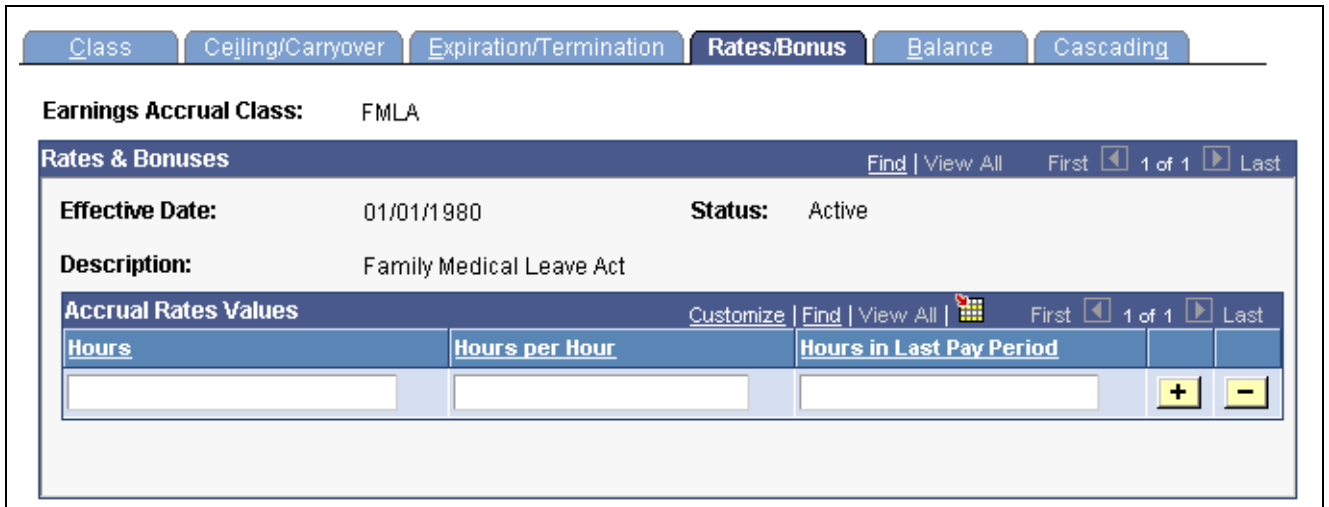 Class Ceiling/Carryover Expiration/Termination Rates/Bonus Balance Cascading
Earnings Accrual Class: FMLA
Rates & Bonuses Find | View All First 1 of 1 Last
Effective Date: 01/01/1980 Status: Active
Description: Family Medical Leave Act
Accrual Rates Values Customize | Find | View All | First 1 of 1 Last
Hours Hours per Hour Hours in Last Pay Period
+ −